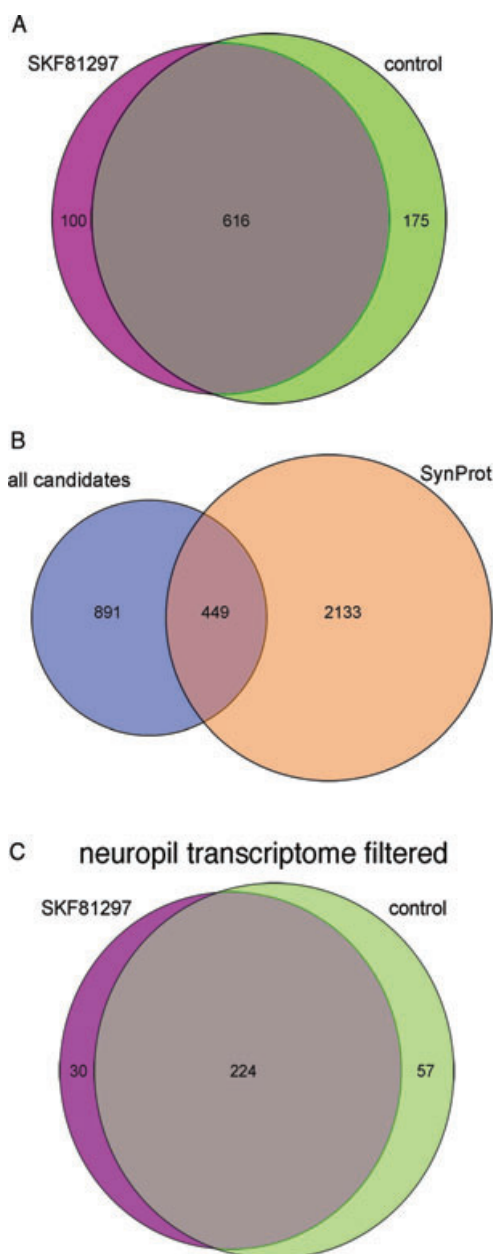 A
SKF81297 control
100 616 175
B
all candidates SynProt
891 449 2133
C neuropil transcriptome filtered
SKF81297 control
30 224 57